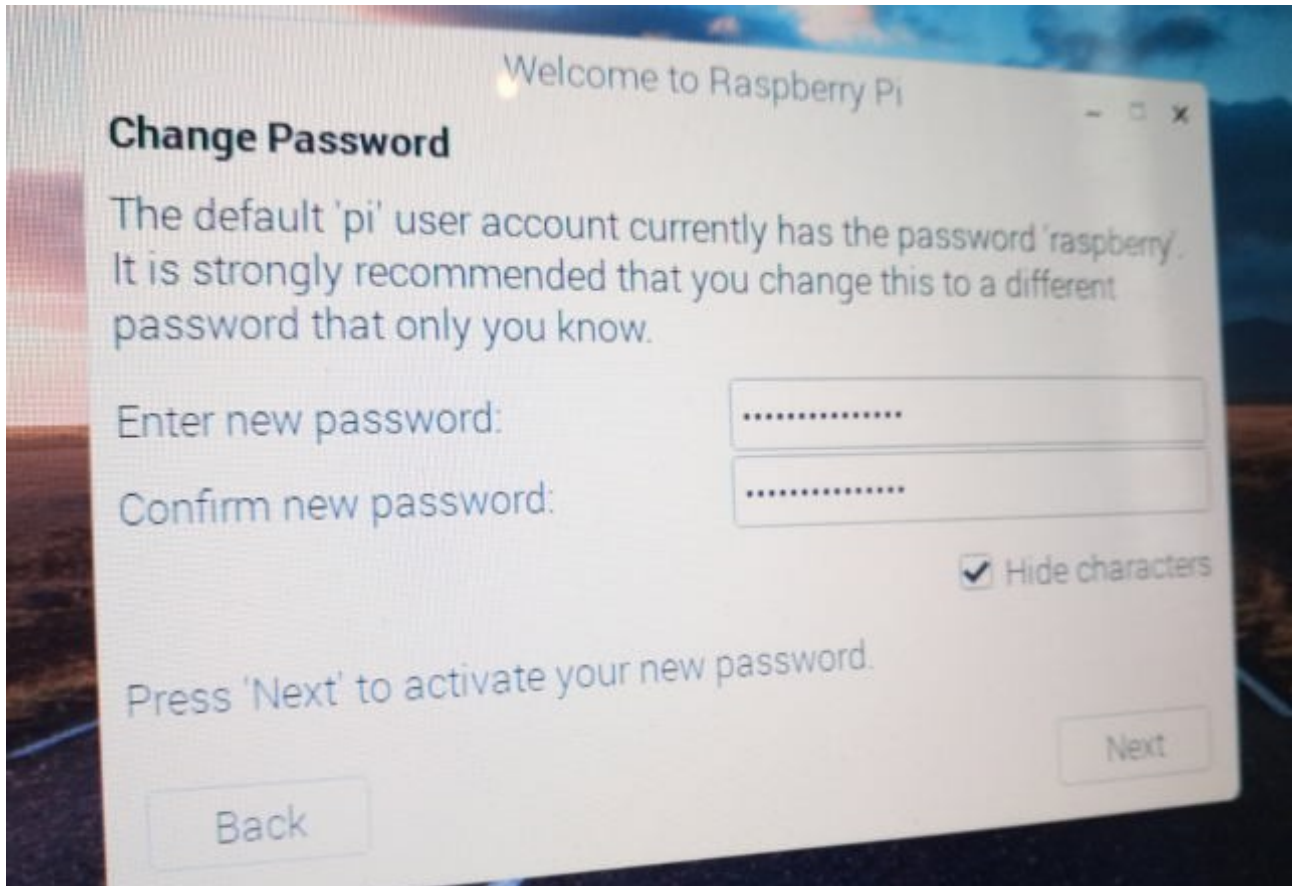 Welcome to Raspberry Pi
Change Password
The default 'pi' user account currently has the password 'raspberry'.
It is strongly recommended that you change this to a different
password that only you know.
Enter new password: •••••••••••••••
Confirm new password: •••••••••••••••
Hide characters
Press 'Next' to activate your new password.
Next
Back